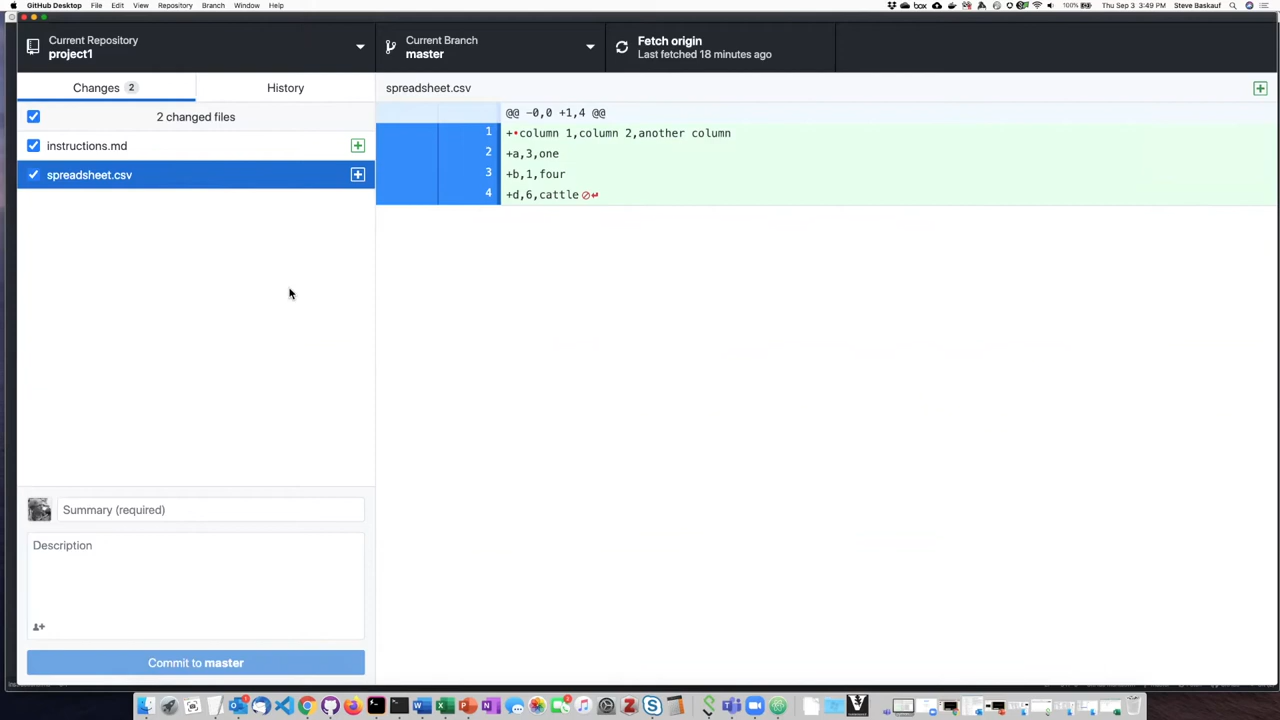 GitHub Desktop File Edit View Repository Branch Window Help
box 100% Thu Sep 3 3:49 PM Steve Baskauf
Current Repository
project1
Current Branch
master
Fetch origin
Last fetched 18 minutes ago
Changes 2
History
spreadsheet.csv
2 changed files
@@ -0,0 +1,4 @@
1 +•column 1,column 2,another column
instructions.md
2 +a,3,one
spreadsheet.csv
3 +b,1,four
4 +d,6,cattle
Summary (required)
Description
Commit to master